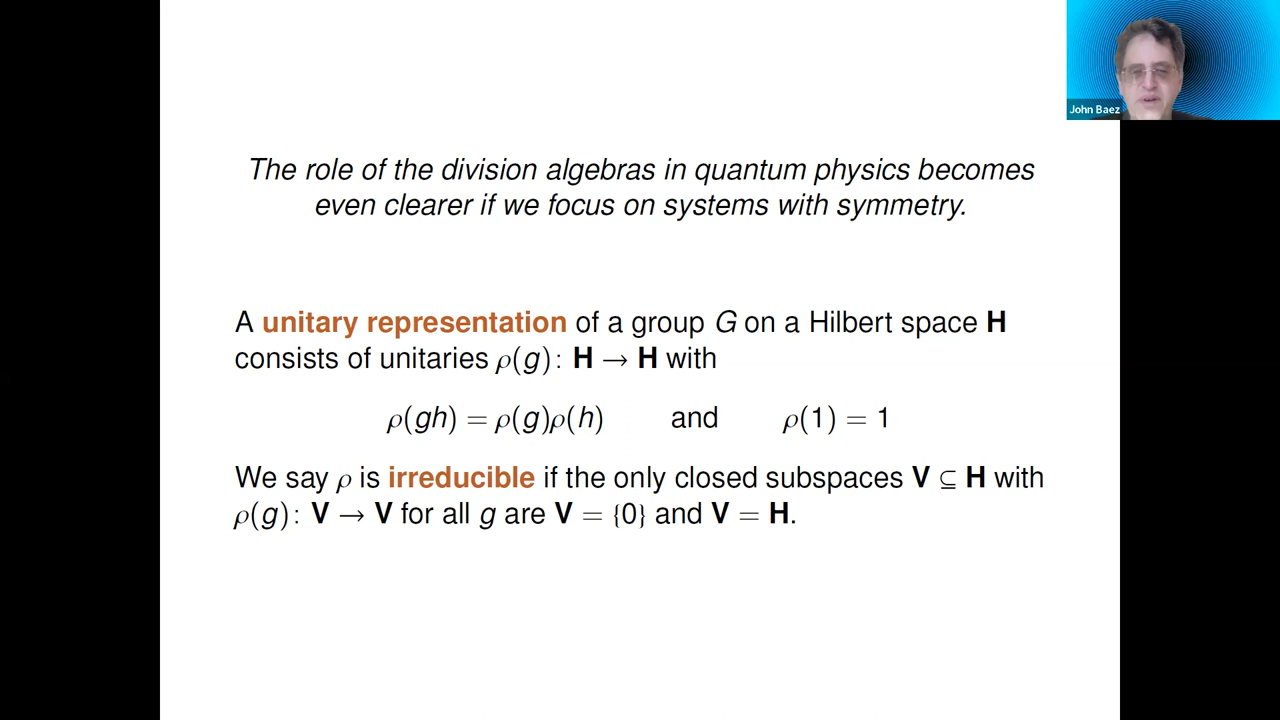 John Baez
The role of the division algebras in quantum physics becomes
even clearer if we focus on systems with symmetry.
A unitary representation of a group G on a Hilbert space H
consists of unitaries ρ(g): H → H with
ρ(gh) = ρ(g)ρ(h) and ρ(1) = 1
We say ρ is irreducible if the only closed subspaces V ⊆ H with
ρ(g): V → V for all g are V = {0} and V = H.